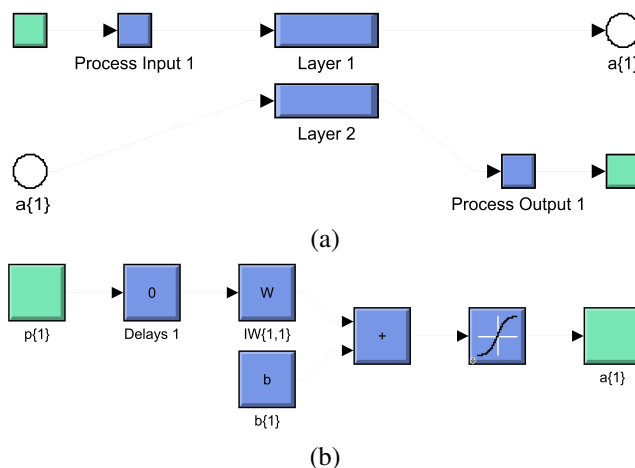 Process Input 1
Layer 1
a{1}
Layer 2
a{1}
Process Output 1
(a)
0
W
+
p{1}
Delays 1
IW{1,1}
a{1}
b
b{1}
(b)